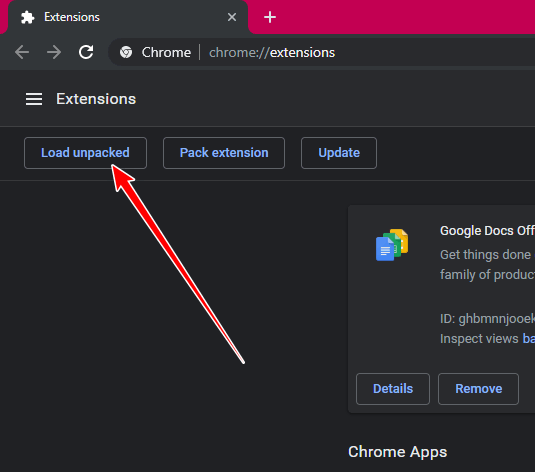 Extensions
Chrome
chrome://extensions
Extensions
Load unpacked
Pack extension
Update
Google Docs Off
Get things done
family of produc
ID: ghbmnnjooek
Inspect views ba
Details
Remove
Chrome Apps